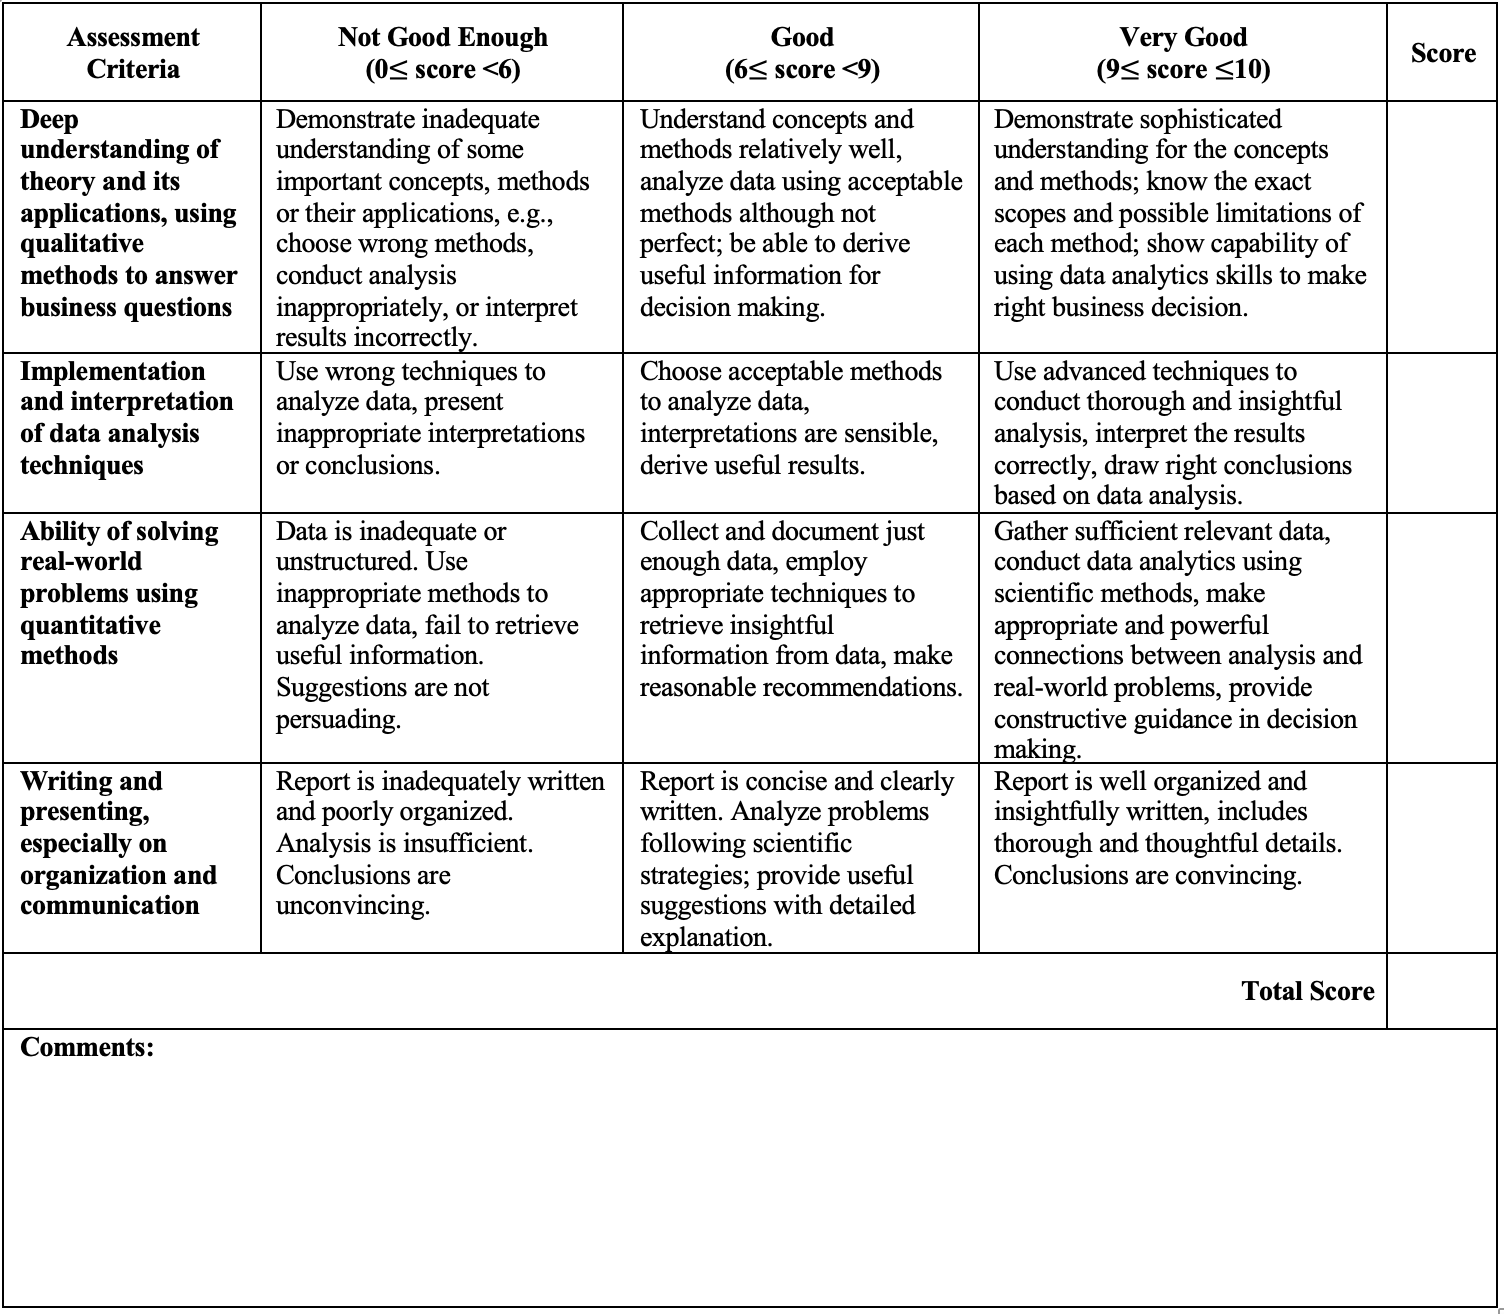 Assessment
Criteria
Not Good Enough
(0≤ score <6)
Good
(6≤ score <9)
Very Good
(9≤ score ≤10)
Score
Deep
understanding of
theory and its
applications, using
qualitative
methods to answer
business questions
Demonstrate inadequate
understanding of some
important concepts, methods
or their applications, e.g.,
choose wrong methods,
conduct analysis
inappropriately, or interpret
results incorrectly.
Understand concepts and
methods relatively well,
analyze data using acceptable
methods although not
perfect; be able to derive
useful information for
decision making.
Demonstrate sophisticated
understanding for the concepts
and methods; know the exact
scopes and possible limitations of
each method; show capability of
using data analytics skills to make
right business decision.
Implementation
and interpretation
of data analysis
techniques
Use wrong techniques to
analyze data, present
inappropriate interpretations
or conclusions.
Choose acceptable methods
to analyze data,
interpretations are sensible,
derive useful results.
Use advanced techniques to
conduct thorough and insightful
analysis, interpret the results
correctly, draw right conclusions
based on data analysis.
Ability of solving
real-world
problems using
quantitative
methods
Data is inadequate or
unstructured. Use
inappropriate methods to
analyze data, fail to retrieve
useful information.
Suggestions are not
persuading.
Collect and document just
enough data, employ
appropriate techniques to
retrieve insightful
information from data, make
reasonable recommendations.
Gather sufficient relevant data,
conduct data analytics using
scientific methods, make
appropriate and powerful
connections between analysis and
real-world problems, provide
constructive guidance in decision
making.
Writing and
presenting,
especially on
organization and
communication
Report is inadequately written
and poorly organized.
Analysis is insufficient.
Conclusions are
unconvincing.
Report is concise and clearly
written. Analyze problems
following scientific
strategies; provide useful
suggestions with detailed
explanation.
Report is well organized and
insightfully written, includes
thorough and thoughtful details.
Conclusions are convincing.
Total Score
Comments: